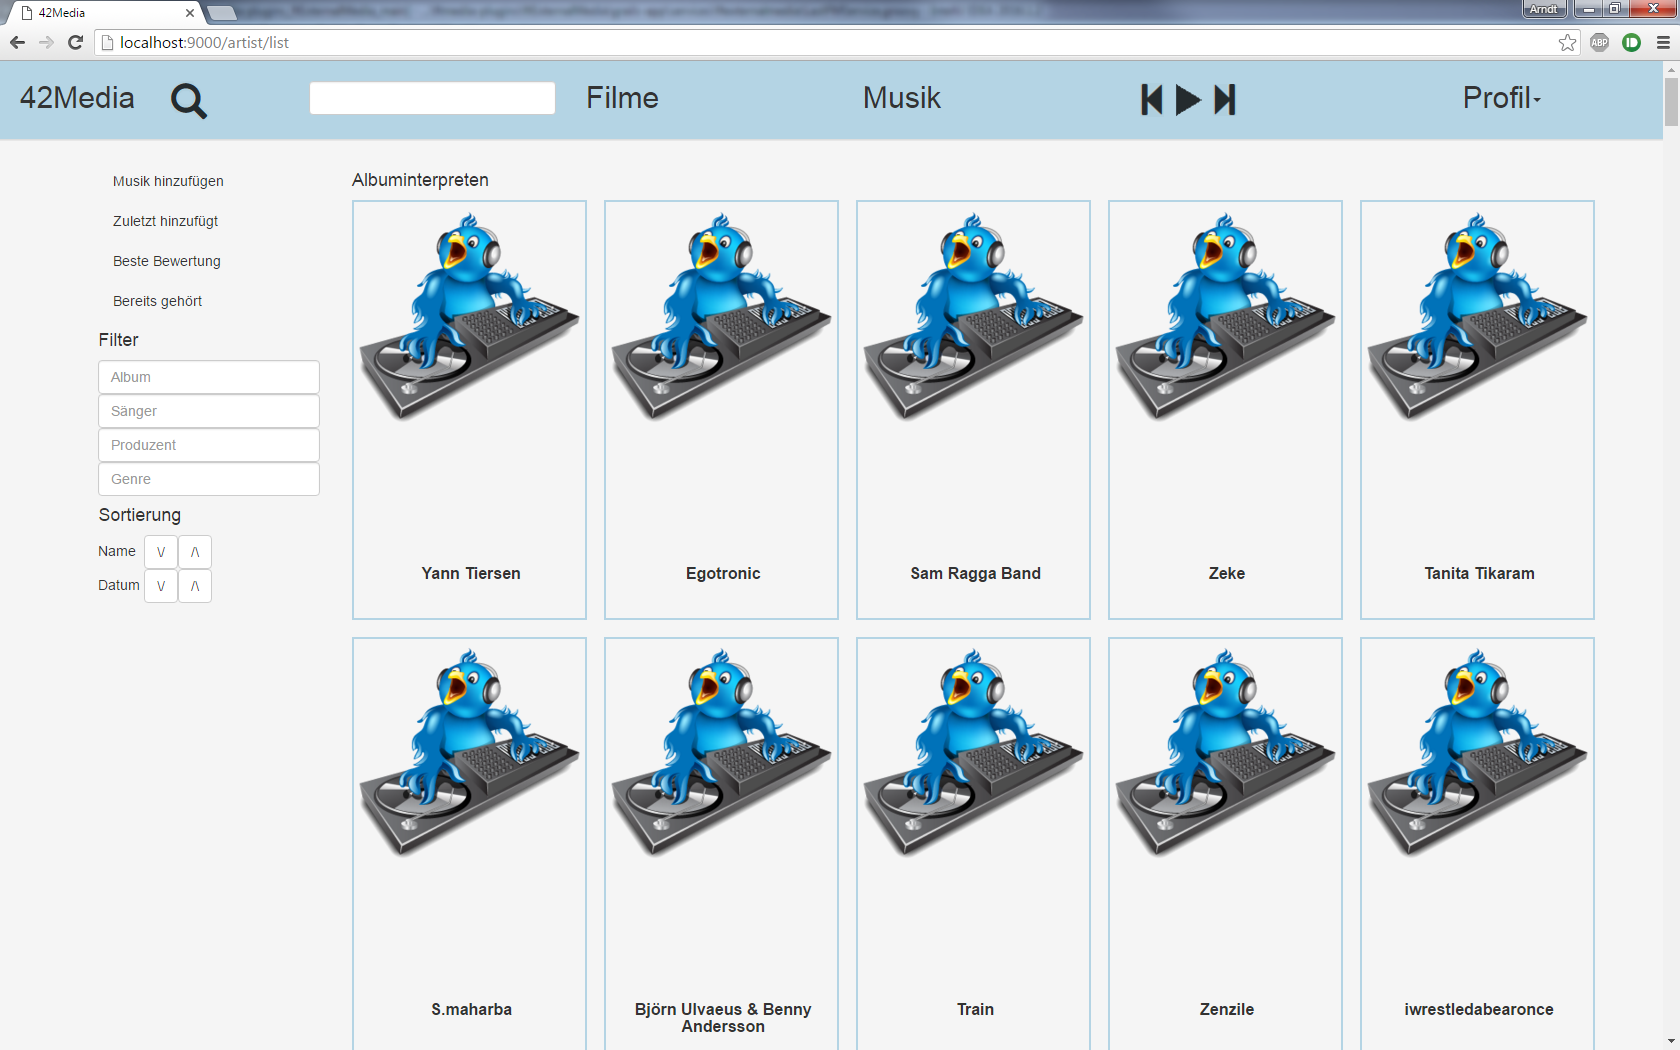 42Media
Arndt
localhost:9000/artist/list
ABP
42Media
Filme
Musik
Profil
Musik hinzufügen
Zuletzt hinzufügt
Beste Bewertung
Bereits gehört
Filter
Album
Sänger
Produzent
Genre
Sortierung
Name \/ /\
Datum \/ /\
Albuminterpreten
Yann Tiersen
Egotronic
Sam Ragga Band
Zeke
Tanita Tikaram
S.maharba
Björn Ulvaeus & Benny
Andersson
Train
Zenzile
iwrestledabearonce